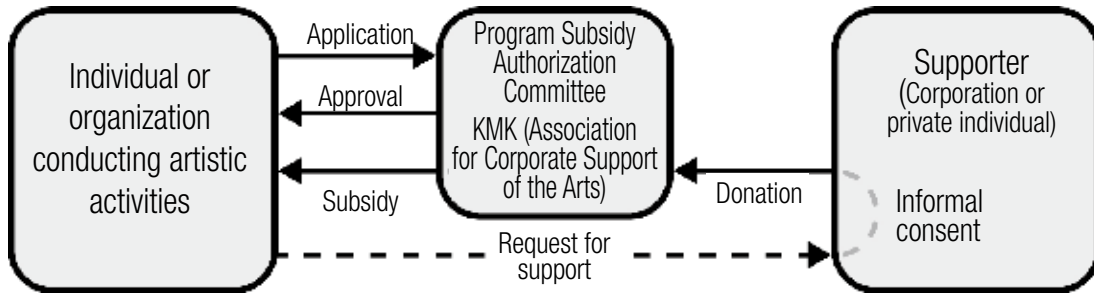 Individual or
organization
conducting artistic
activities
Application
Approval
Subsidy
Program Subsidy
Authorization
Committee
KMK (Association
for Corporate Support
of the Arts)
Donation
Request for
support
Supporter
(Corporation or
private individual)
Informal
consent